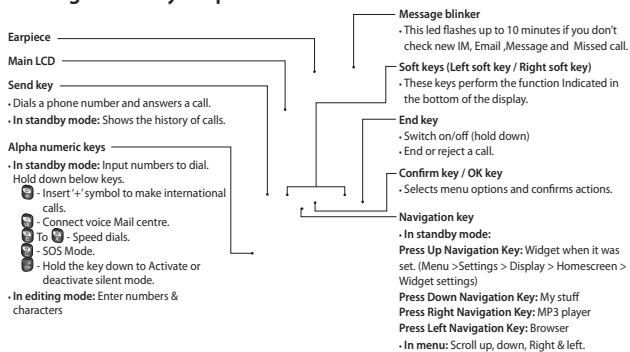 Earpiece
Main LCD
Send key
• Dials a phone number and answers a call.
• In standby mode: Shows the history of calls.
Alpha numeric keys
• In standby mode: Input numbers to dial.
Hold down below keys.
- Insert ‘+’ symbol to make international
calls.
- Connect voice Mail centre.
To - Speed dials.
- SOS Mode.
- Hold the key down to Activate or
deactivate silent mode.
• In editing mode: Enter numbers &
characters
Message blinker
• This led flashes up to 10 minutes if you don’t
check new IM, Email ,Message and Missed call.
Soft keys (Left soft key / Right soft key)
• These keys perform the function Indicated in
the bottom of the display.
End key
• Switch on/off (hold down)
• End or reject a call.
Confirm key / OK key
• Selects menu options and confirms actions.
Navigation key
• In standby mode:
Press Up Navigation Key: Widget when it was
set. (Menu >Settings > Display > Homescreen >
Widget settings)
Press Down Navigation Key: My stuff
Press Right Navigation Key: MP3 player
Press Left Navigation Key: Browser
• In menu: Scroll up, down, Right & left.